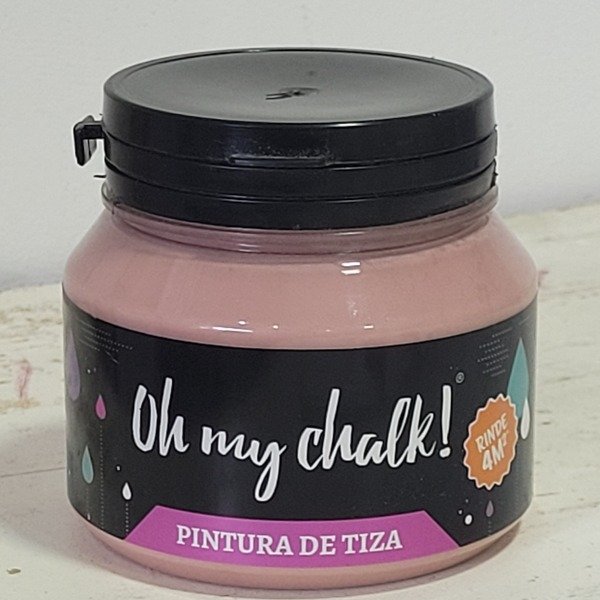 Oh my chalk!®
RINDE
4M²
PINTURA DE TIZA